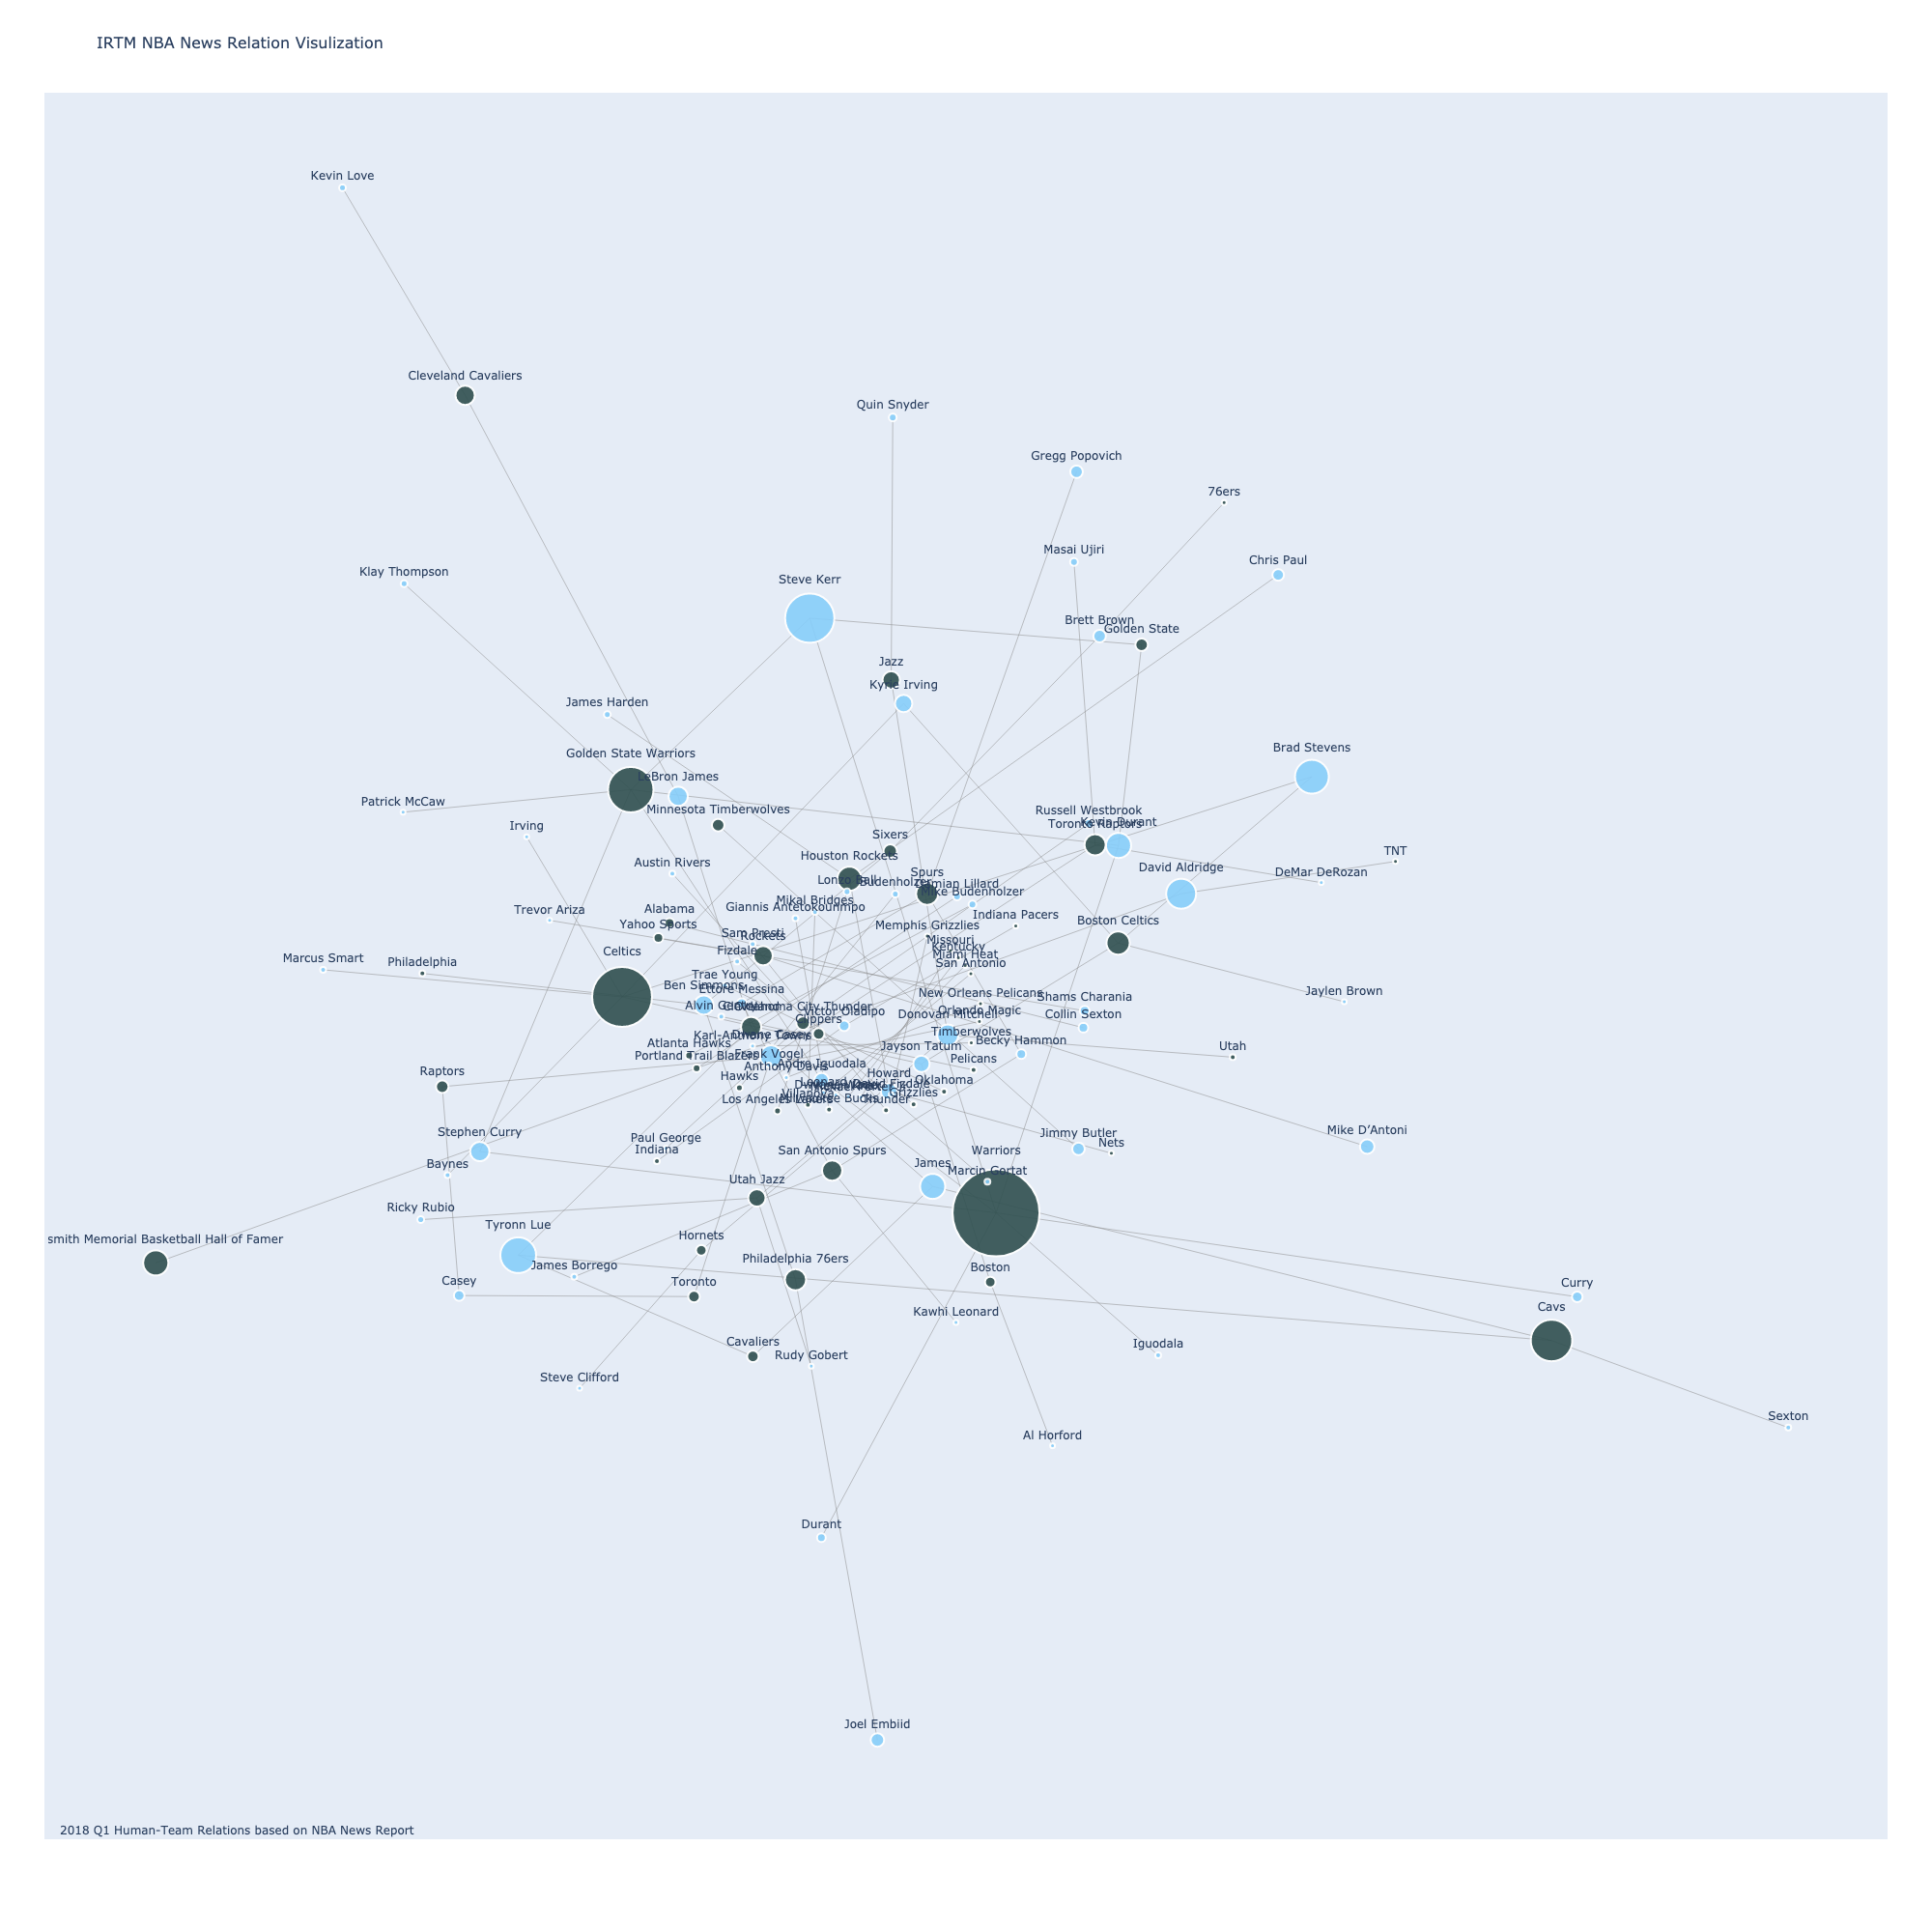 IRTM NBA News Relation Visulization
Kevin Love
Cleveland Cavaliers
Quin Snyder
Gregg Popovich
76ers
Masai Ujiri
Chris Paul
Klay Thompson
Steve Kerr
Brett Brown
Golden State
Jazz
Kyrie Irving
James Harden
Brad Stevens
Golden State Warriors
LeBron James
Patrick McCaw
Minnesota Timberwolves
Russell Westbrook
Toronto Raptors
Kevin Durant
Irving
Sixers
TNT
Houston Rockets
Austin Rivers
David Aldridge
DeMar DeRozan
Spurs
Lonzo Ball
Budenholzer
Damian Lillard
Mike Budenholzer
Mikal Bridges
Giannis Antetokounmpo
Trevor Ariza
Alabama
Indiana Pacers
Yahoo Sports
Boston Celtics
Memphis Grizzlies
Sam Presti
Rockets
Missouri
Kentucky
Fizdale
Celtics
Miami Heat
Marcus Smart
Philadelphia
San Antonio
Trae Young
Ben Simmons
Ettore Messina
Jaylen Brown
New Orleans Pelicans
Shams Charania
Alvin Gentry
Cleveland
Oklahoma City Thunder
Victor Oladipo
Orlando Magic
Donovan Mitchell
Clippers
Collin Sexton
Karl-Anthony Towns
Dwane Casey
Timberwolves
Becky Hammon
Atlanta Hawks
Jayson Tatum
Utah
Portland Trail Blazers
Frank Vogel
Pelicans
Andre Iguodala
Anthony Davis
Raptors
Hawks
Howard
Oklahoma
Leonard
David Fizdale
Villanova
Grizzlies
Los Angeles Lakers
Milwaukee Bucks
Thunder
Stephen Curry
Jimmy Butler
Mike D’Antoni
Paul George
Nets
Indiana
San Antonio Spurs
Warriors
Baynes
James
Marcin Gortat
Utah Jazz
Ricky Rubio
Tyronn Lue
Hornets
smith Memorial Basketball Hall of Famer
Philadelphia 76ers
James Borrego
Boston
Casey
Toronto
Curry
Cavs
Kawhi Leonard
Cavaliers
Iguodala
Rudy Gobert
Steve Clifford
Sexton
Al Horford
Durant
Joel Embiid
2018 Q1 Human-Team Relations based on NBA News Report